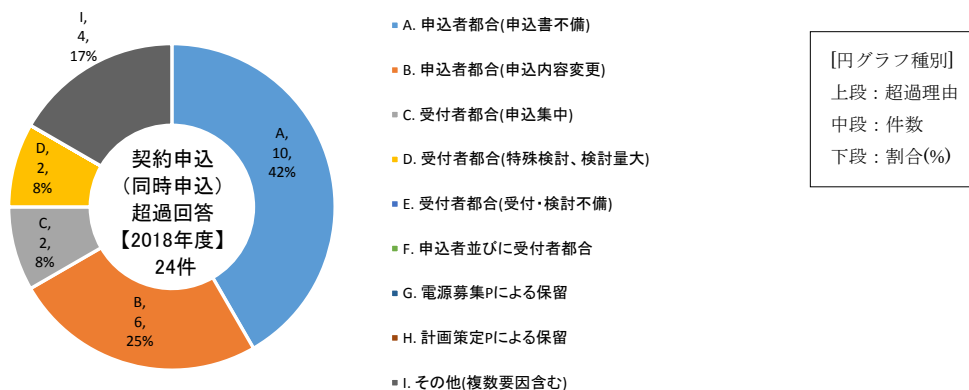 I,
4,
17%
A,
10,
42%
D,
2,
8%
C,
2,
8%
B,
6,
25%
契約申込
（同時申込）
超過回答
【2018年度】
24件
A. 申込者都合(申込書不備)
B. 申込者都合(申込内容変更)
C. 受付者都合(申込集中)
D. 受付者都合(特殊検討、検討量大)
E. 受付者都合(受付・検討不備)
F. 申込者並びに受付者都合
G. 電源募集Pによる保留
H. 計画策定Pによる保留
I. その他(複数要因含む)
[円グラフ種別]
上段：超過理由
中段：件数
下段：割合(%)